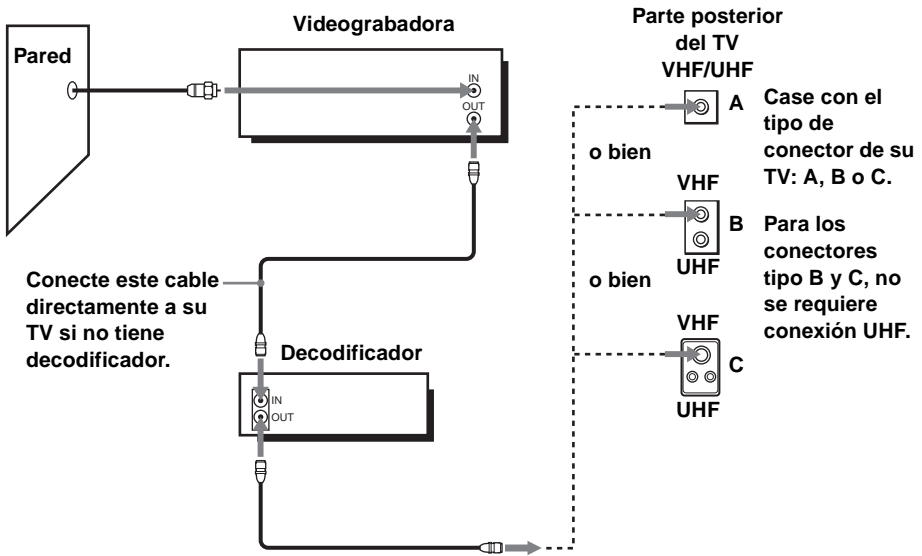 Videograbadora
Pared
IN
OUT
Conecte este cable
directamente a su
TV si no tiene
decodificador.
Decodificador
IN
OUT
Parte posterior
del TV
VHF/UHF
A
o bien
VHF
B
UHF
o bien
VHF
C
UHF
Case con el
tipo de
conector de su
TV: A, B o C.
Para los
conectores
tipo B y C, no
se requiere
conexión UHF.